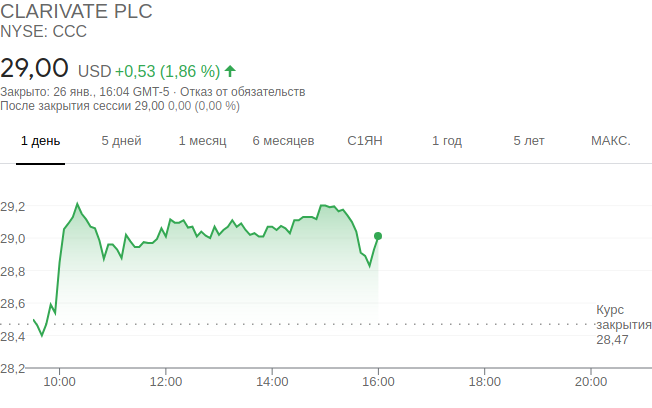 CLARIVATE PLC
NYSE: CCC
29,00 USD +0,53 (1,86 %)
Закрыто: 26 янв., 16:04 GMT-5 · Отказ от обязательств
После закрытия сессии 29,00 0,00 (0,00 %)
1 день 5 дней 1 месяц 6 месяцев С1ЯН 1 год 5 лет МАКС.
29,2
29,0
28,8
28,6
Курс
закрытия
28,47
28,4
28,2
10:00 12:00 14:00 16:00 18:00 20:00